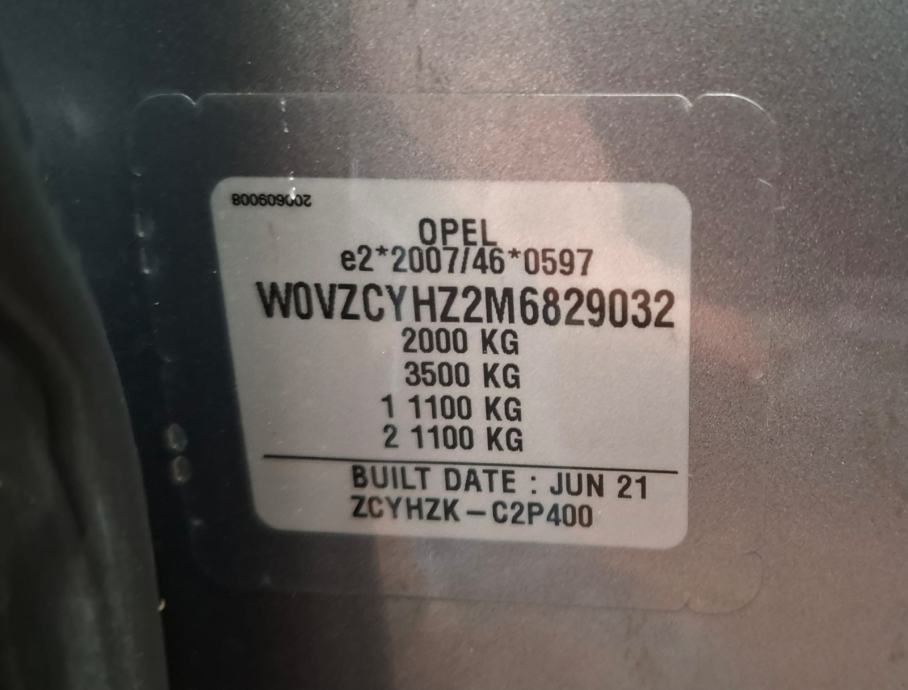 200609008
OPEL
e2*2007/46*0597
W0VZCYHZ2M6829032
2000 KG
3500 KG
1 1100 KG
2 1100 KG
BUILT DATE : JUN 21
ZCYHZK-C2P400